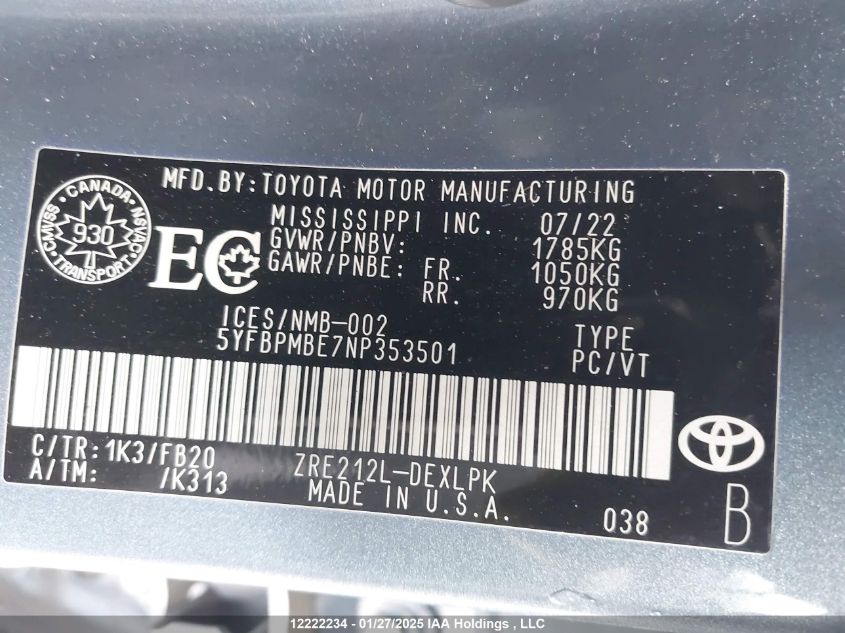 MFD.BY:TOYOTA MOTOR MANUFACTURING
MISSISSIPPI INC. 07/22
GVWR/PNBV: 1785KG
GAWR/PNBE: FR. 1050KG
RR. 970KG
CANADA
CMVSS NSVAC
930
TRANSPORT
EC
ICES/NMB-002
5YFBPMBE7NP353501
TYPE
PC/VT
C/TR:1K3/FB20
A/TM: /K313
ZRE212L-DEXLPK
MADE IN U.S.A.
038
B
12222234 - 01/27/2025 IAA Holdings , LLC